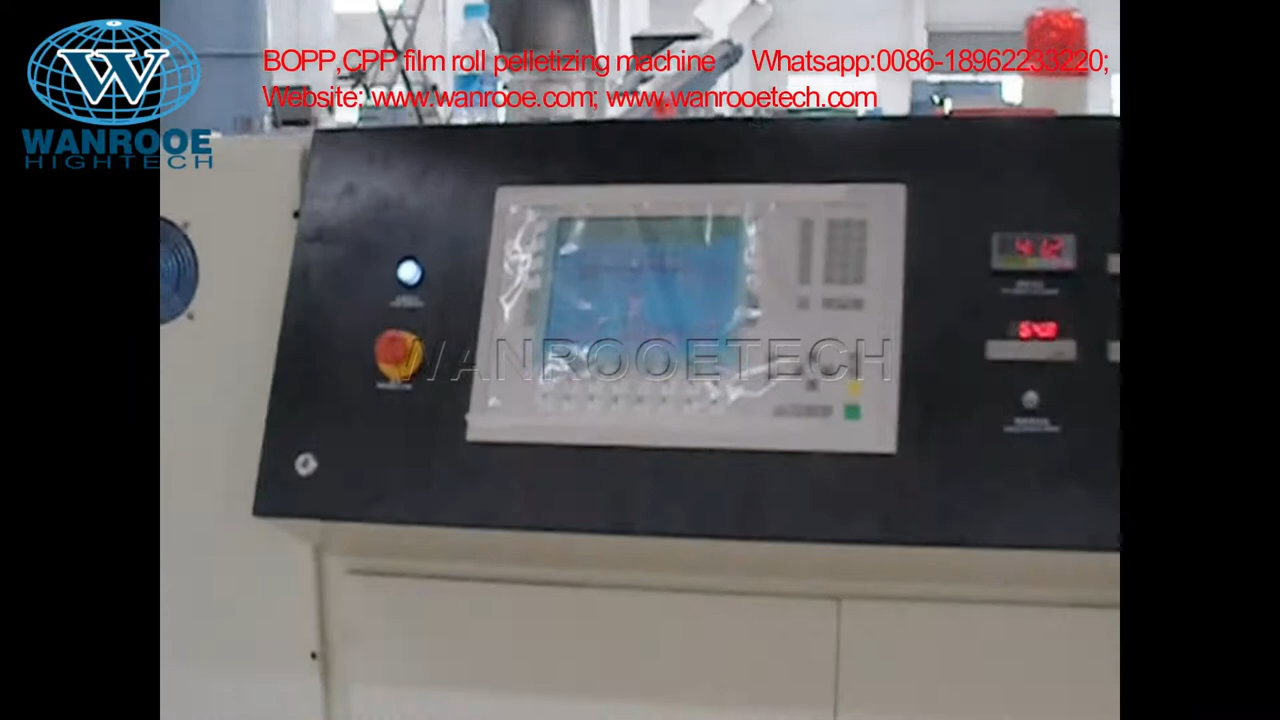 W
WANROOE
HIGHTECH
BOPP,CPP film roll pelletizing machine Whatsapp:0086-18962233220;
Website: www.wanrooe.com; www.wanrooetech.com
WANROOETECH